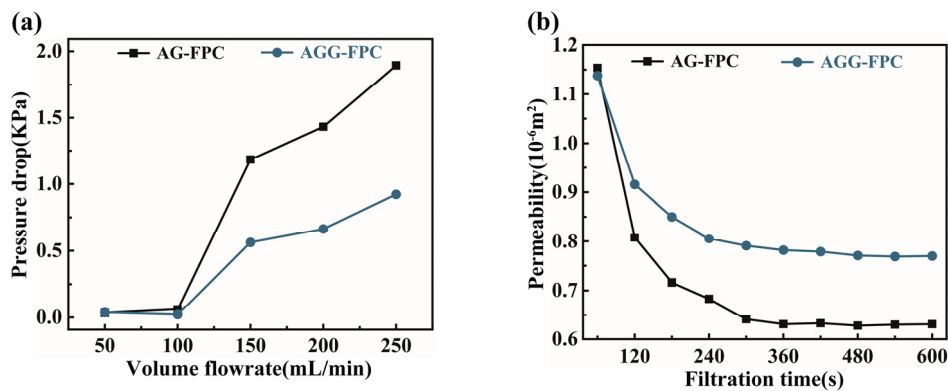 (a)
AG-FPC
AGG-FPC
Pressure drop(KPa)
2.0
1.5
1.0
0.5
0.0
50 100 150 200 250
Volume flowrate(mL/min)
(b)
AG-FPC
AGG-FPC
Permeability(10⁻⁶m²)
1.2
1.1
1.0
0.9
0.8
0.7
0.6
120 240 360 480 600
Filtration time(s)